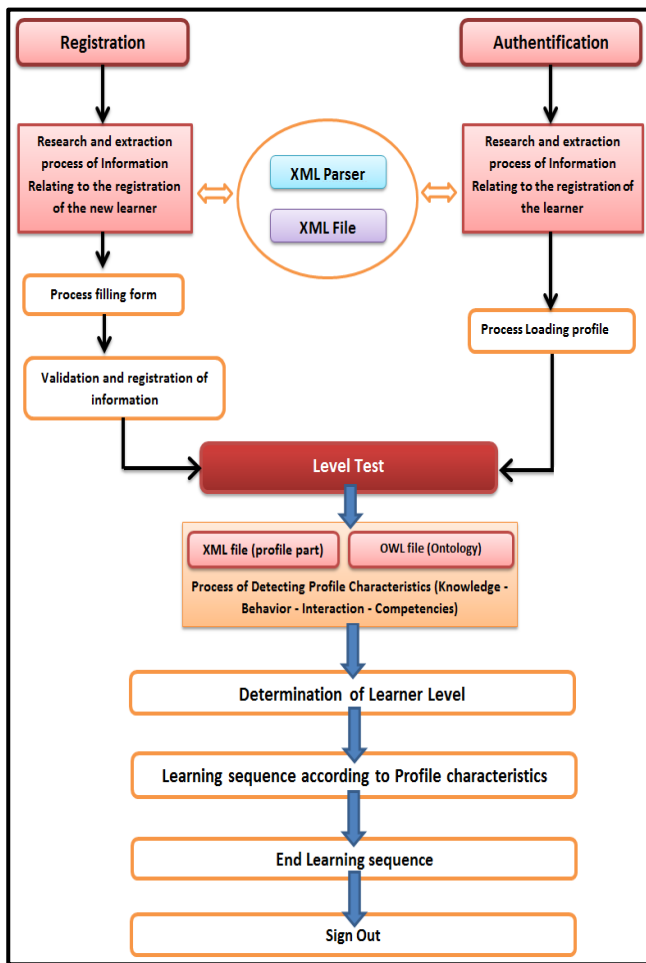 Registration
Authentification
Research and extraction
process of Information
Relating to the registration
of the new learner
XML Parser
XML File
Research and extraction
process of Information
Relating to the registration of
the learner
Process filling form
Process Loading profile
Validation and registration of
information
Level Test
XML file (profile part)
OWL file (Ontology)
Process of Detecting Profile Characteristics (Knowledge -
Behavior - Interaction - Competencies)
Determination of Learner Level
Learning sequence according to Profile characteristics
End Learning sequence
Sign Out